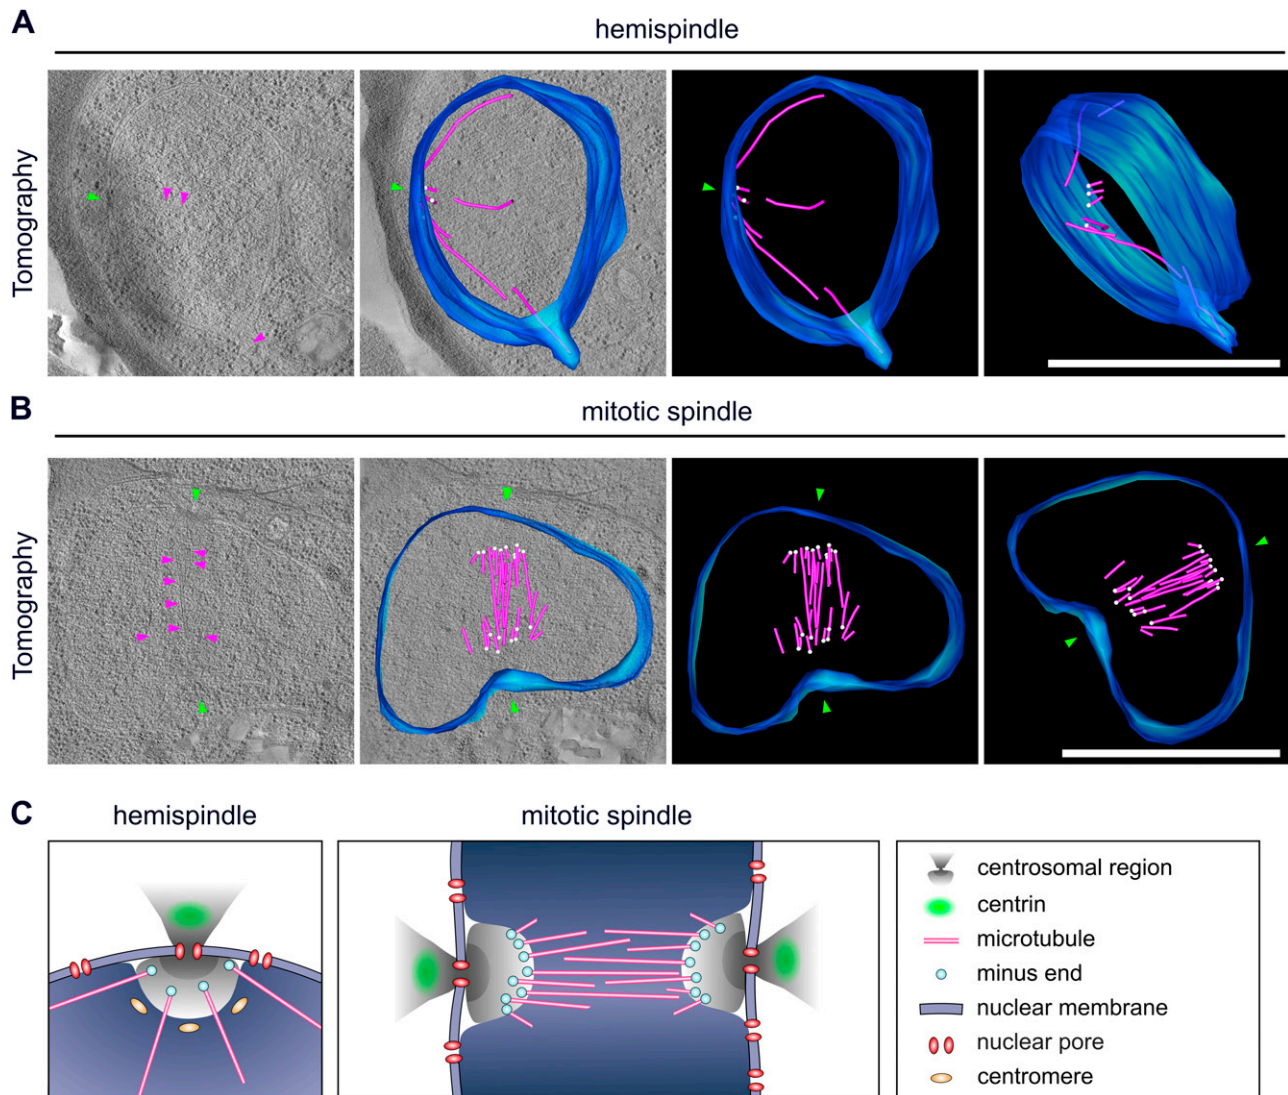 A
hemispindle
Tomography
B
mitotic spindle
Tomography
C
hemispindle
mitotic spindle
centrosomal region
centrin
microtubule
minus end
nuclear membrane
nuclear pore
centromere